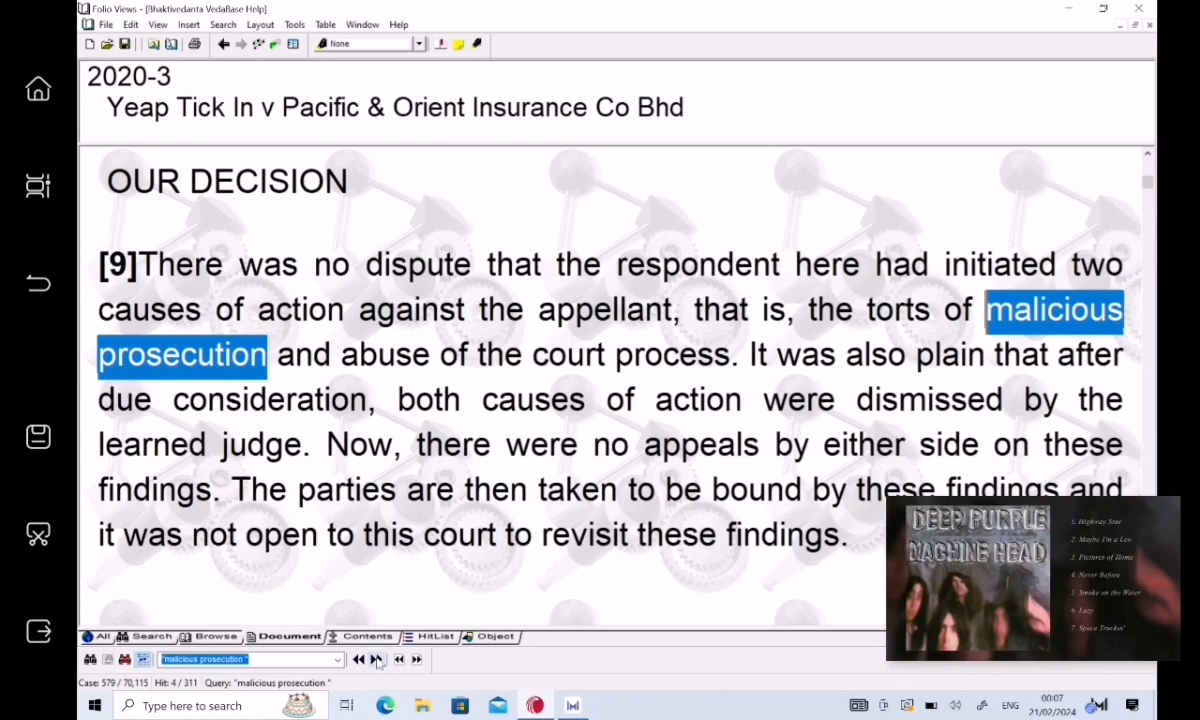 Folio Views - [Bhaktivedanta VedaBase Help]
File Edit View Insert Search Layout Tools Table Window Help
None
2020-3
Yeap Tick In v Pacific & Orient Insurance Co Bhd
OUR DECISION
[9]There was no dispute that the respondent here had initiated two
causes of action against the appellant, that is, the torts of malicious
prosecution and abuse of the court process. It was also plain that after
due consideration, both causes of action were dismissed by the
learned judge. Now, there were no appeals by either side on these
findings. The parties are then taken to be bound by these findings and
it was not open to this court to revisit these findings.
DEEP PURPLE
MACHINE HEAD
1. Highway Star
2. Maybe I'm a Leo
3. Pictures of Home
4. Never Before
5. Smoke on the Water
6. Lazy
7. Space Truckin'
All Search Browse Document Contents HitList Object
"malicious prosecution "
Case: 579 / 70,115 Hit: 4 / 311 Query: "malicious prosecution "
Type here to search
ENG
00:07
21/02/2024